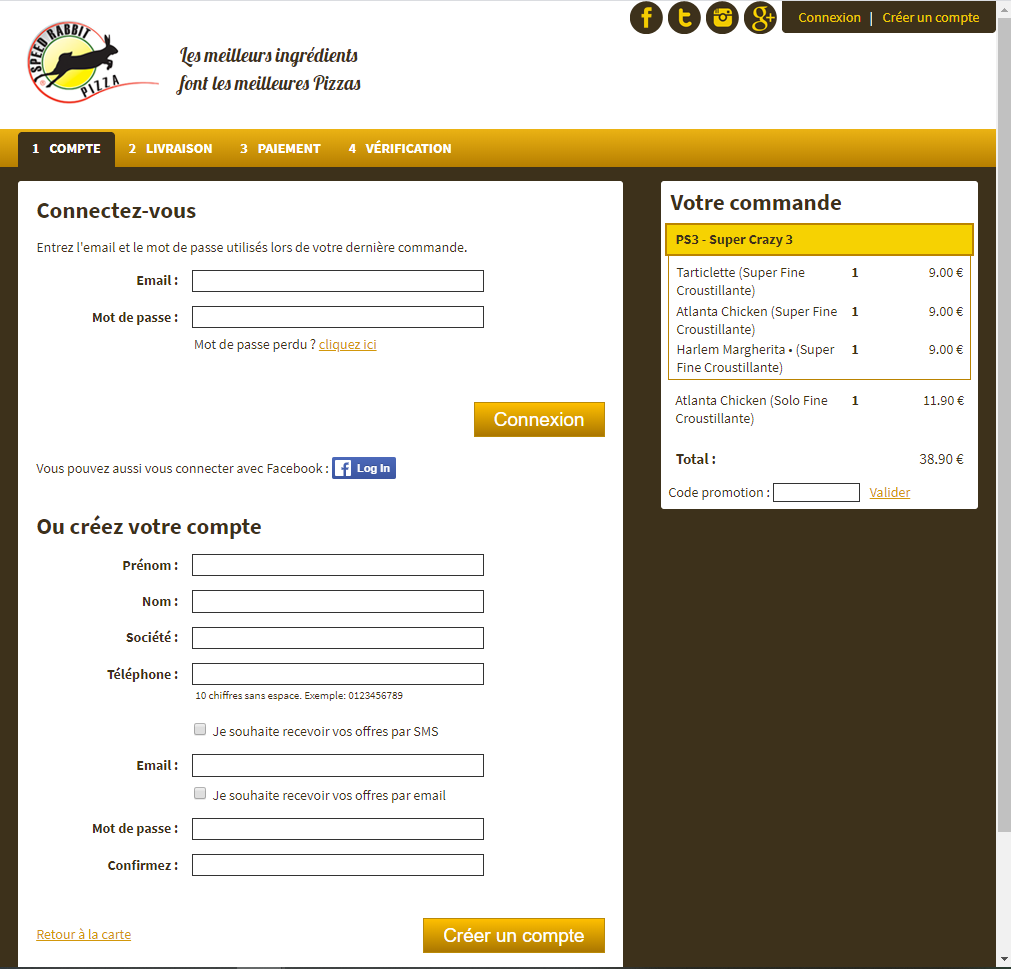 Connexion | Créer un compte
SPEED RABBIT
PIZZA
Les meilleurs ingrédients
font les meilleures Pizzas
1 COMPTE 2 LIVRAISON 3 PAIEMENT 4 VÉRIFICATION
Connectez-vous
Entrez l'email et le mot de passe utilisés lors de votre dernière commande.
Email :
Mot de passe :
Mot de passe perdu ? cliquez ici
Connexion
Vous pouvez aussi vous connecter avec Facebook : f Log In
Ou créez votre compte
Prénom :
Nom :
Société :
Téléphone :
10 chiffres sans espace. Exemple: 0123456789
Je souhaite recevoir vos offres par SMS
Email :
Je souhaite recevoir vos offres par email
Mot de passe :
Confirmez :
Retour à la carte
Créer un compte
Votre commande
PS3 - Super Crazy 3
Tarticlette (Super Fine 1 9.00 €
Croustillante)
Atlanta Chicken (Super Fine 1 9.00 €
Croustillante)
Harlem Margherita • (Super 1 9.00 €
Fine Croustillante)
Atlanta Chicken (Solo Fine 1 11.90 €
Croustillante)
Total : 38.90 €
Code promotion : Valider